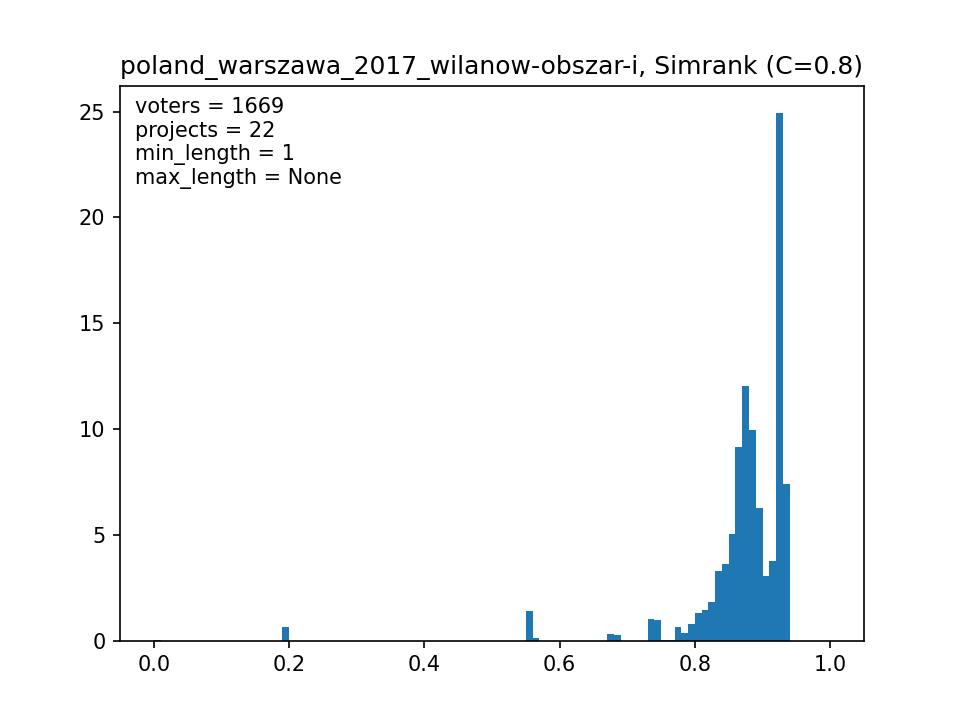 poland_warszawa_2017_wilanow-obszar-i, Simrank (C=0.8)
voters = 1669
projects = 22
min_length = 1
max_length = None
25
20
15
10
5
0
0.0 0.2 0.4 0.6 0.8 1.0